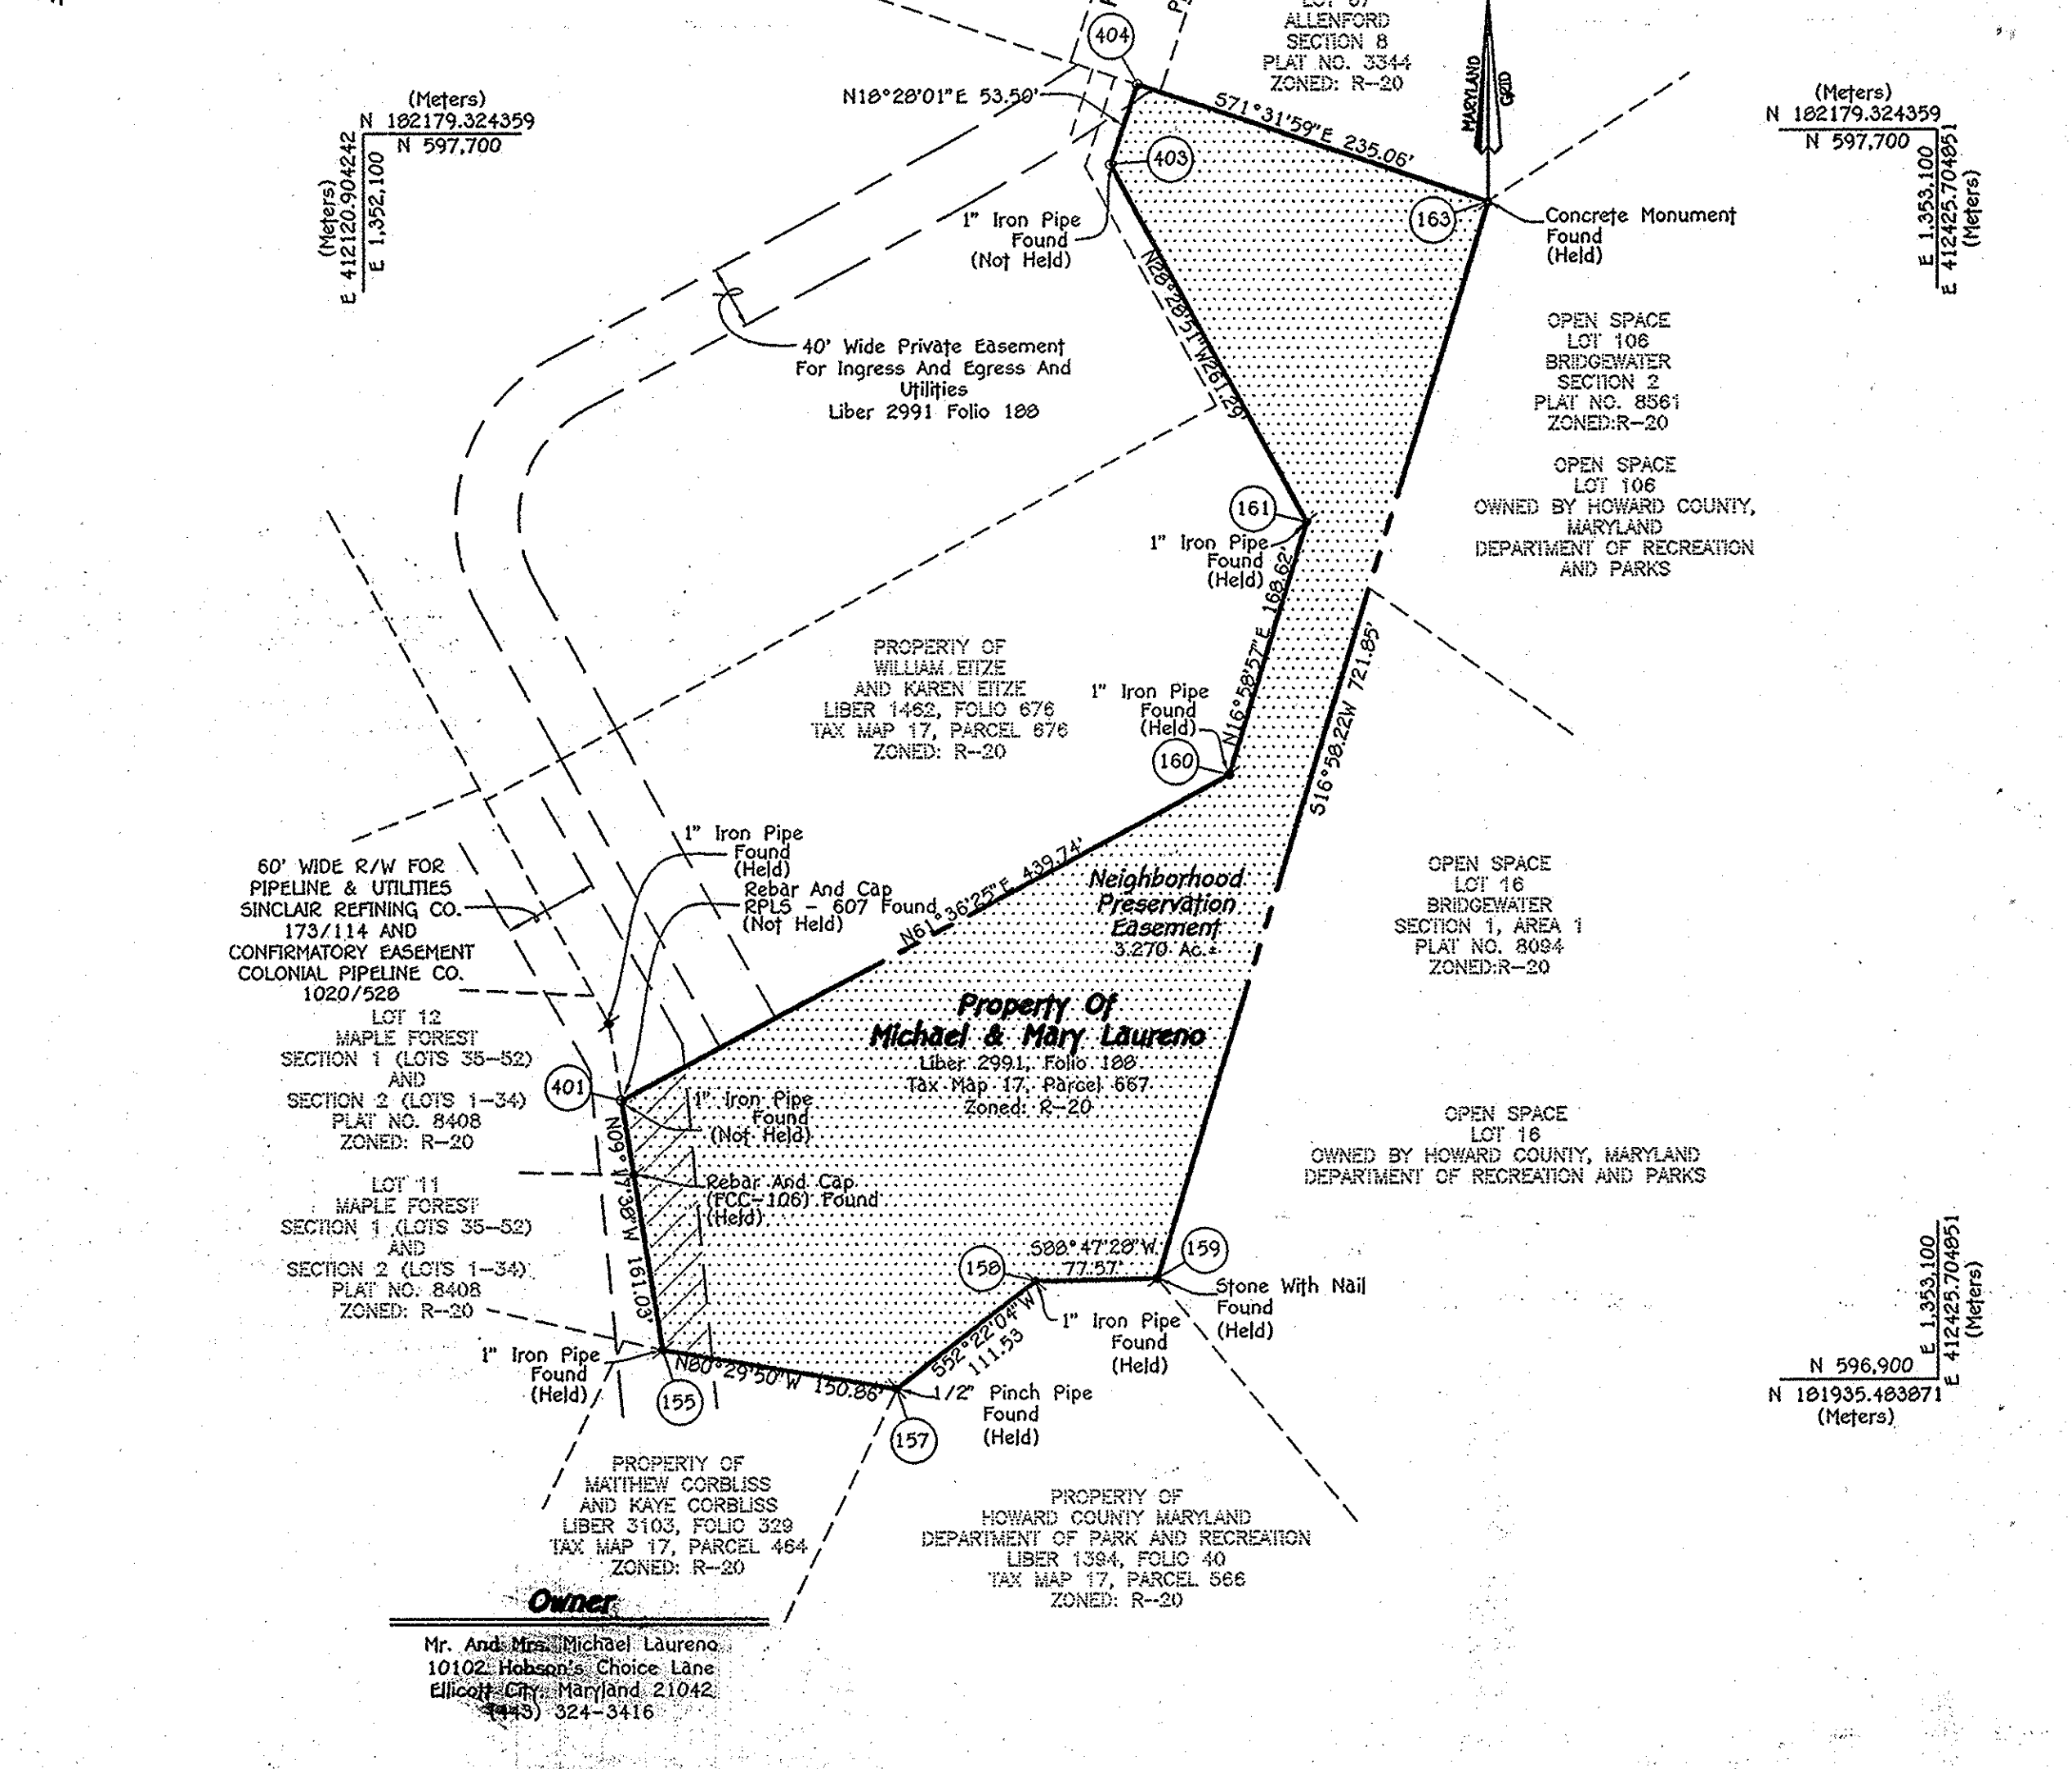 404
ALLENFORD
SECTION 8
PLAT NO. 3344
ZONED: R-20
MARYLAND
GRID
(Meters)
N 182179.324359
N 597,700
(Meters)
E 412120.904242
E 1,352,100
N18°28'01"E 53.50'
S71°31'59"E 235.06'
(Meters)
N 182179.324359
N 597,700
E 1,353,100
E 412425.704851
(Meters)
403
163
1" Iron Pipe
Found
(Not Held)
Concrete Monument
Found
(Held)
N28°28'51"W 261.29'
40' Wide Private Easement
For Ingress And Egress And
Utilities
Liber 2991 Folio 188
OPEN SPACE
LOT 106
BRIDGEWATER
SECTION 2
PLAT NO. 8561
ZONED:R-20
OPEN SPACE
LOT 106
OWNED BY HOWARD COUNTY,
MARYLAND
DEPARTMENT OF RECREATION
AND PARKS
161
1" Iron Pipe
Found
(Held)
N16°58'57"E 168.62'
PROPERTY OF
WILLIAM EITZE
AND KAREN EITZE
LIBER 1462, FOLIO 676
TAX MAP 17, PARCEL 676
ZONED: R-20
1" Iron Pipe
Found
(Held)
160
S16°58.22W 721.85'
60' WIDE R/W FOR
PIPELINE & UTILITIES
SINCLAIR REFINING CO.
173/114 AND
CONFIRMATORY EASEMENT
COLONIAL PIPELINE CO.
1020/528
1" Iron Pipe
Found
(Held)
Rebar And Cap
RPLS - 607 Found
(Not Held)
N61°36'25"E 439.74'
Neighborhood
Preservation
Easement
3.270 Ac.±
OPEN SPACE
LOT 16
BRIDGEWATER
SECTION 1, AREA 1
PLAT NO. 8094
ZONED:R-20
Property Of
Michael & Mary Laureno
Liber 2991, Folio 188
Tax Map 17, Parcel 667
Zoned: R-20
LOT 12
MAPLE FOREST
SECTION 1 (LOTS 35-52)
AND
SECTION 2 (LOTS 1-34)
PLAT NO. 8408
ZONED: R-20
401
1" Iron Pipe
Found
(Not Held)
N09°17'38"W 161.03'
OPEN SPACE
LOT 16
OWNED BY HOWARD COUNTY, MARYLAND
DEPARTMENT OF RECREATION AND PARKS
LOT 11
MAPLE FOREST
SECTION 1 (LOTS 35-52)
AND
SECTION 2 (LOTS 1-34)
PLAT NO. 8408
ZONED: R-20
Rebar And Cap
(FCC-106) Found
(Held)
S88°47'28"W
77.57'
158
159
Stone With Nail
Found
(Held)
1" Iron Pipe
Found
(Held)
S52°22'04"W
111.53
1" Iron Pipe
Found
(Held)
N80°29'50"W 150.86'
155
1/2" Pinch Pipe
Found
(Held)
157
E 1,353,100
E 412425.704851
(Meters)
N 596,900
N 181935.483871
(Meters)
PROPERTY OF
MATTHEW CORBLISS
AND KAYE CORBLISS
LIBER 3103, FOLIO 329
TAX MAP 17, PARCEL 464
ZONED: R-20
PROPERTY OF
HOWARD COUNTY MARYLAND
DEPARTMENT OF PARK AND RECREATION
LIBER 1394, FOLIO 40
TAX MAP 17, PARCEL 566
ZONED: R-20
Owner
Mr. And Mrs. Michael Laureno
10102 Hobson's Choice Lane
Ellicott City, Maryland 21042
(443) 324-3416